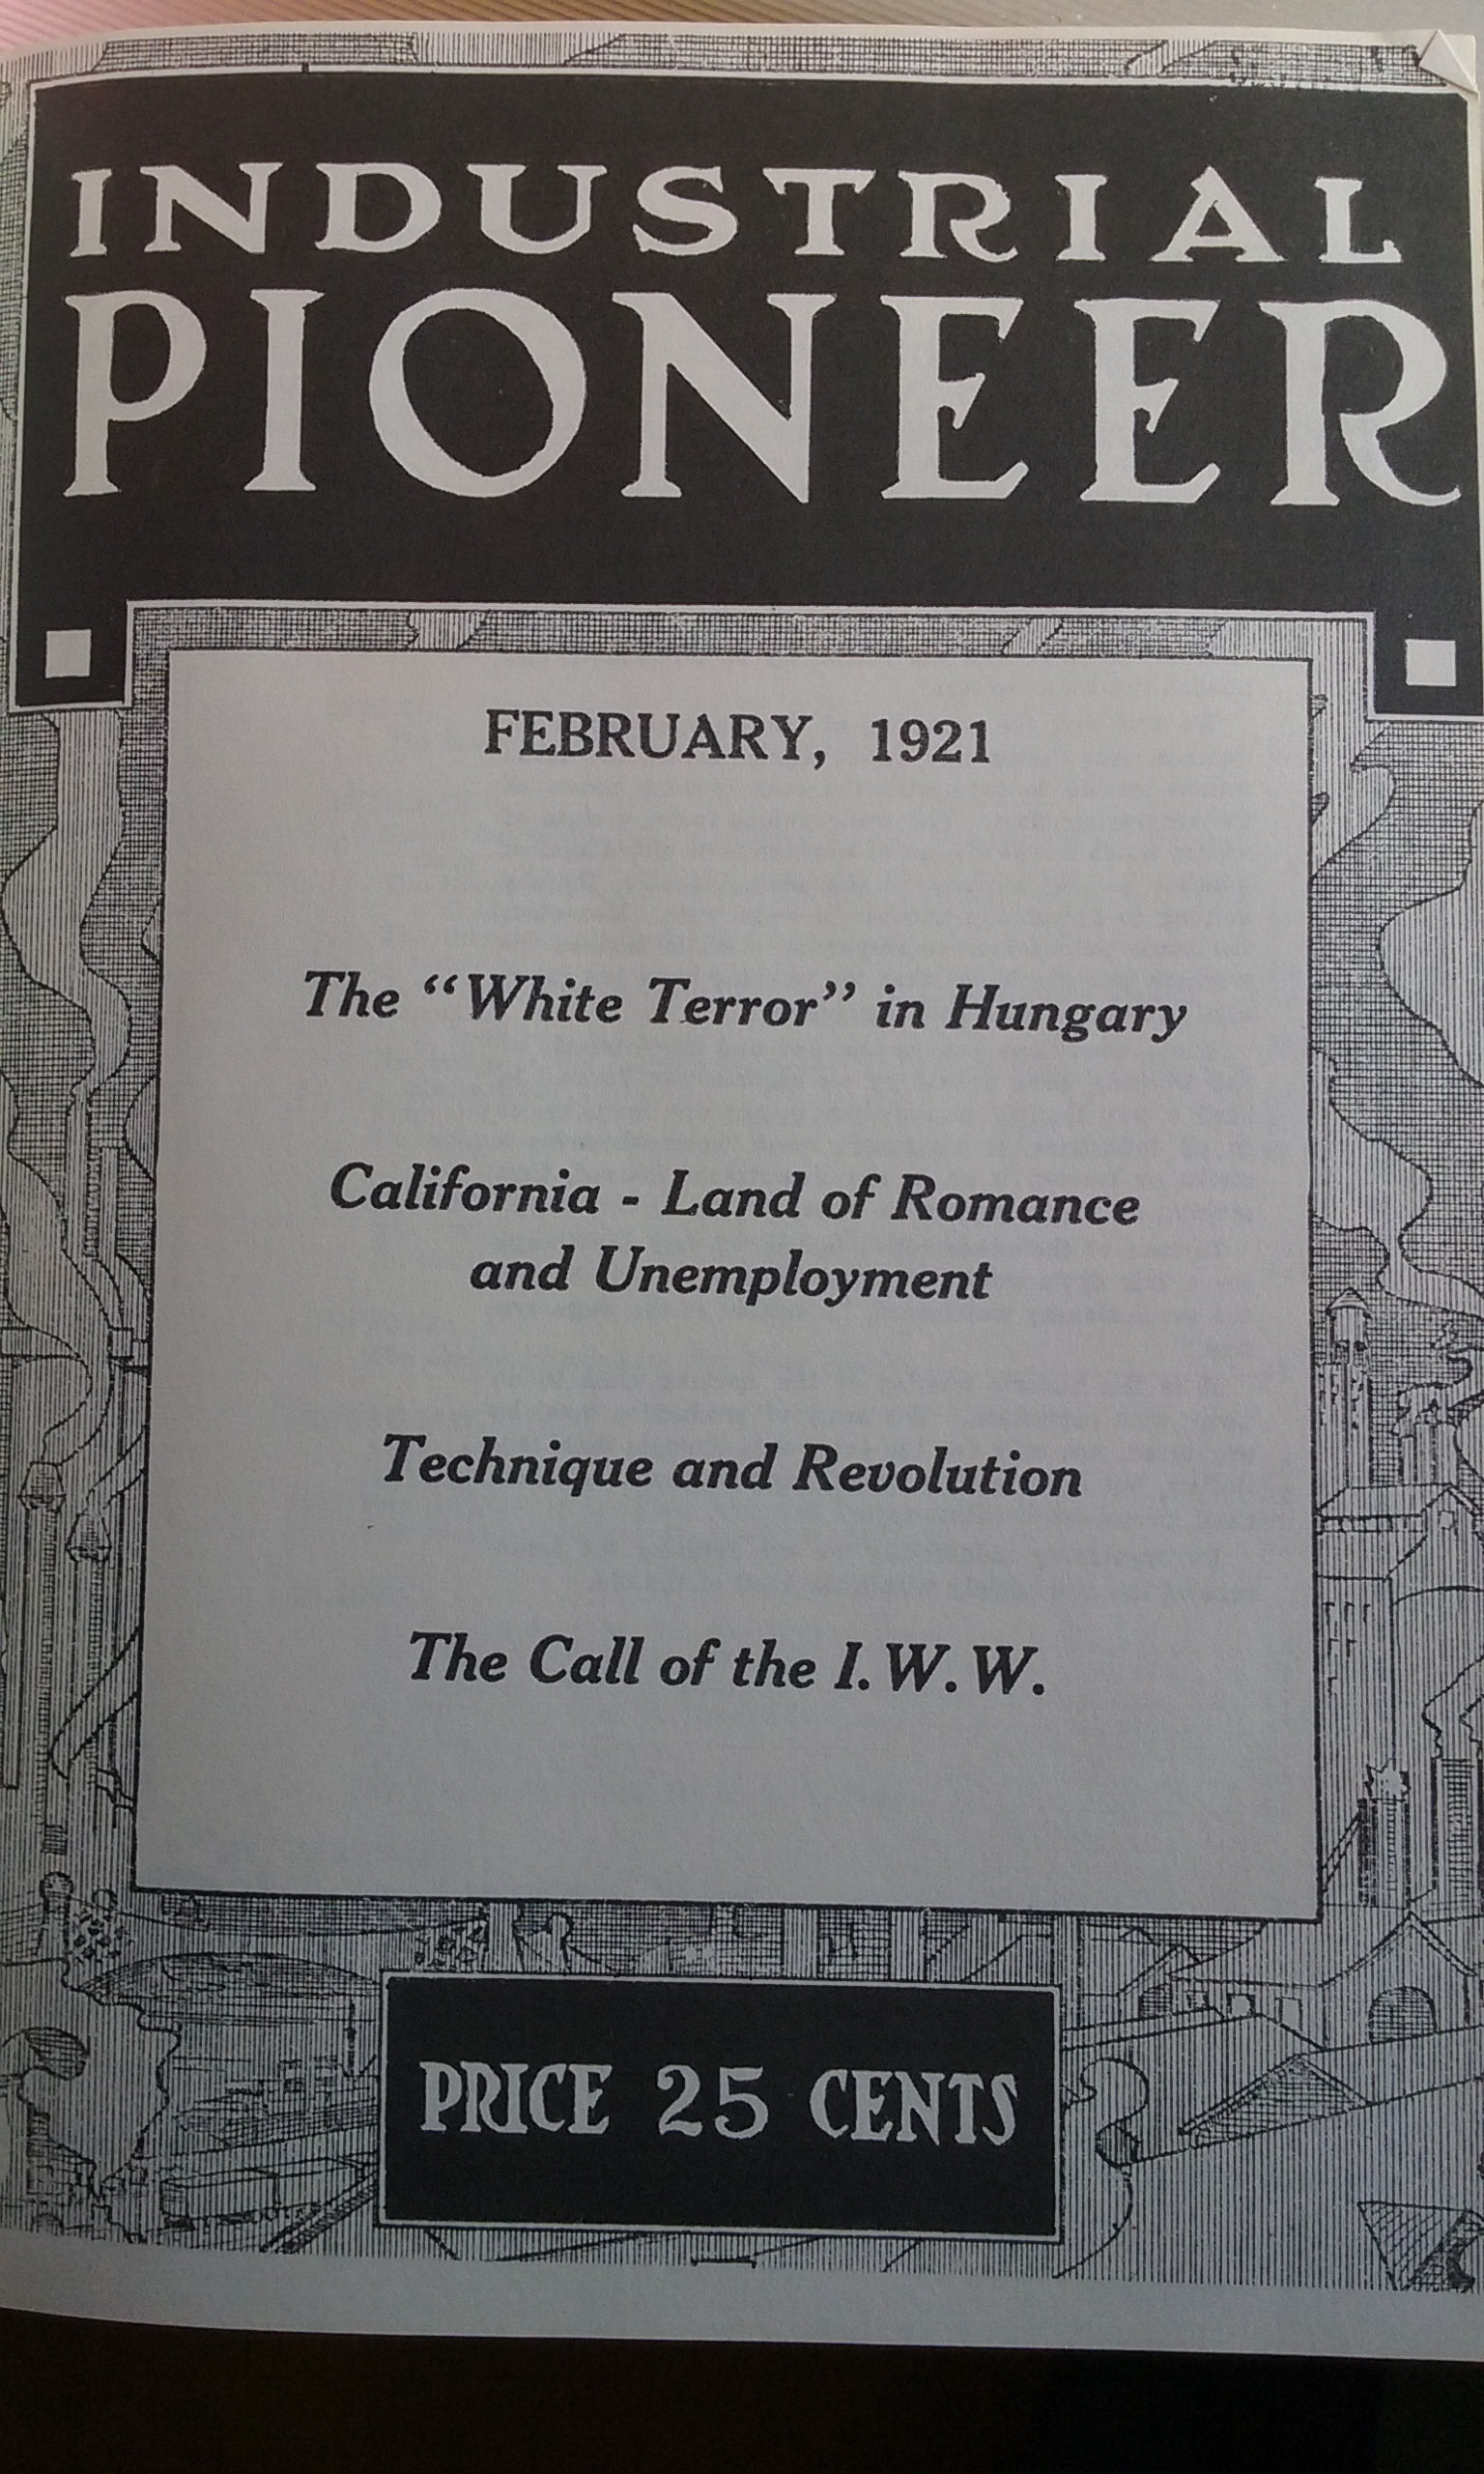 INDUSTRIAL
PIONEER
FEBRUARY, 1921
The “White Terror” in Hungary
California - Land of Romance
and Unemployment
Technique and Revolution
The Call of the I. W. W.
PRICE 25 CENTS